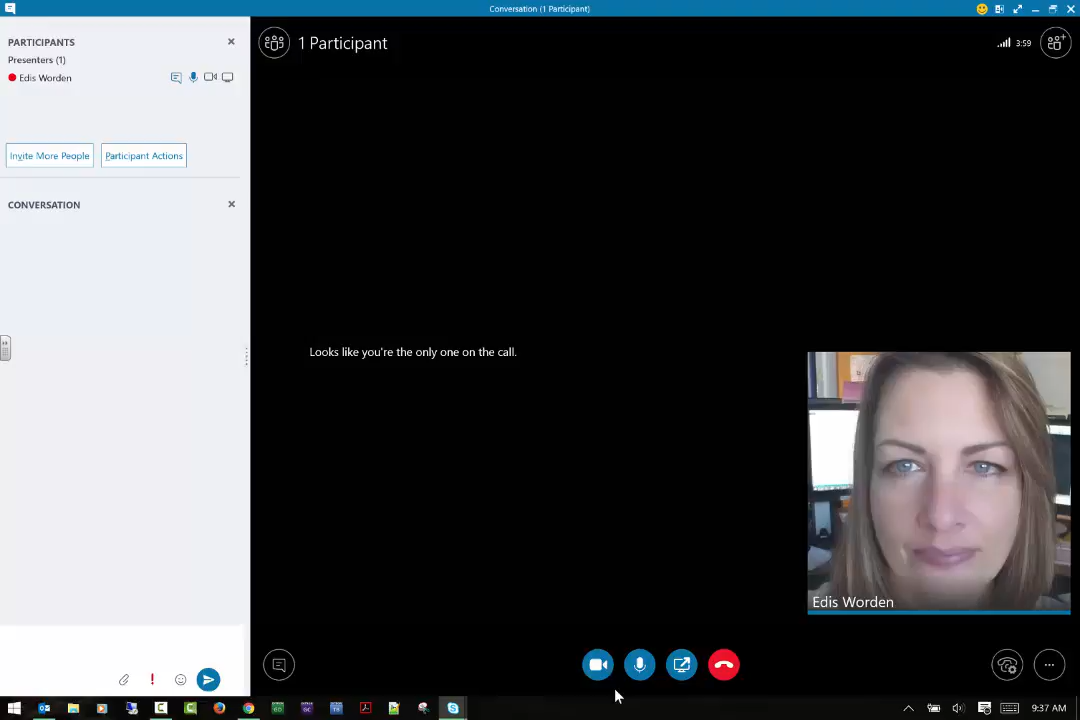 Conversation (1 Participant)
PARTICIPANTS
Presenters (1)
Edis Worden
Invite More People
Participant Actions
CONVERSATION
1 Participant
3:59
Looks like you're the only one on the call.
Edis Worden
9:37 AM